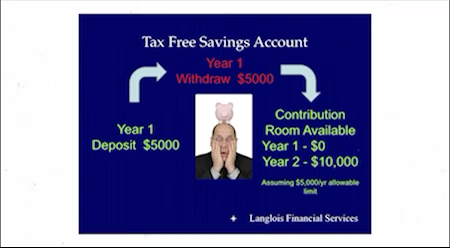 Tax Free Savings Account
Year 1
Withdraw $5000
Year 1
Deposit $5000
Contribution
Room Available
Year 1 - $0
Year 2 - $10,000
Assuming $5,000/yr allowable
limit
+ Langlois Financial Services